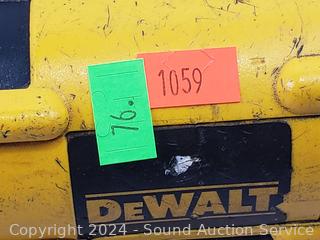 1059
76.
DEWALT
Copyright 2024 - Sound Auction Service